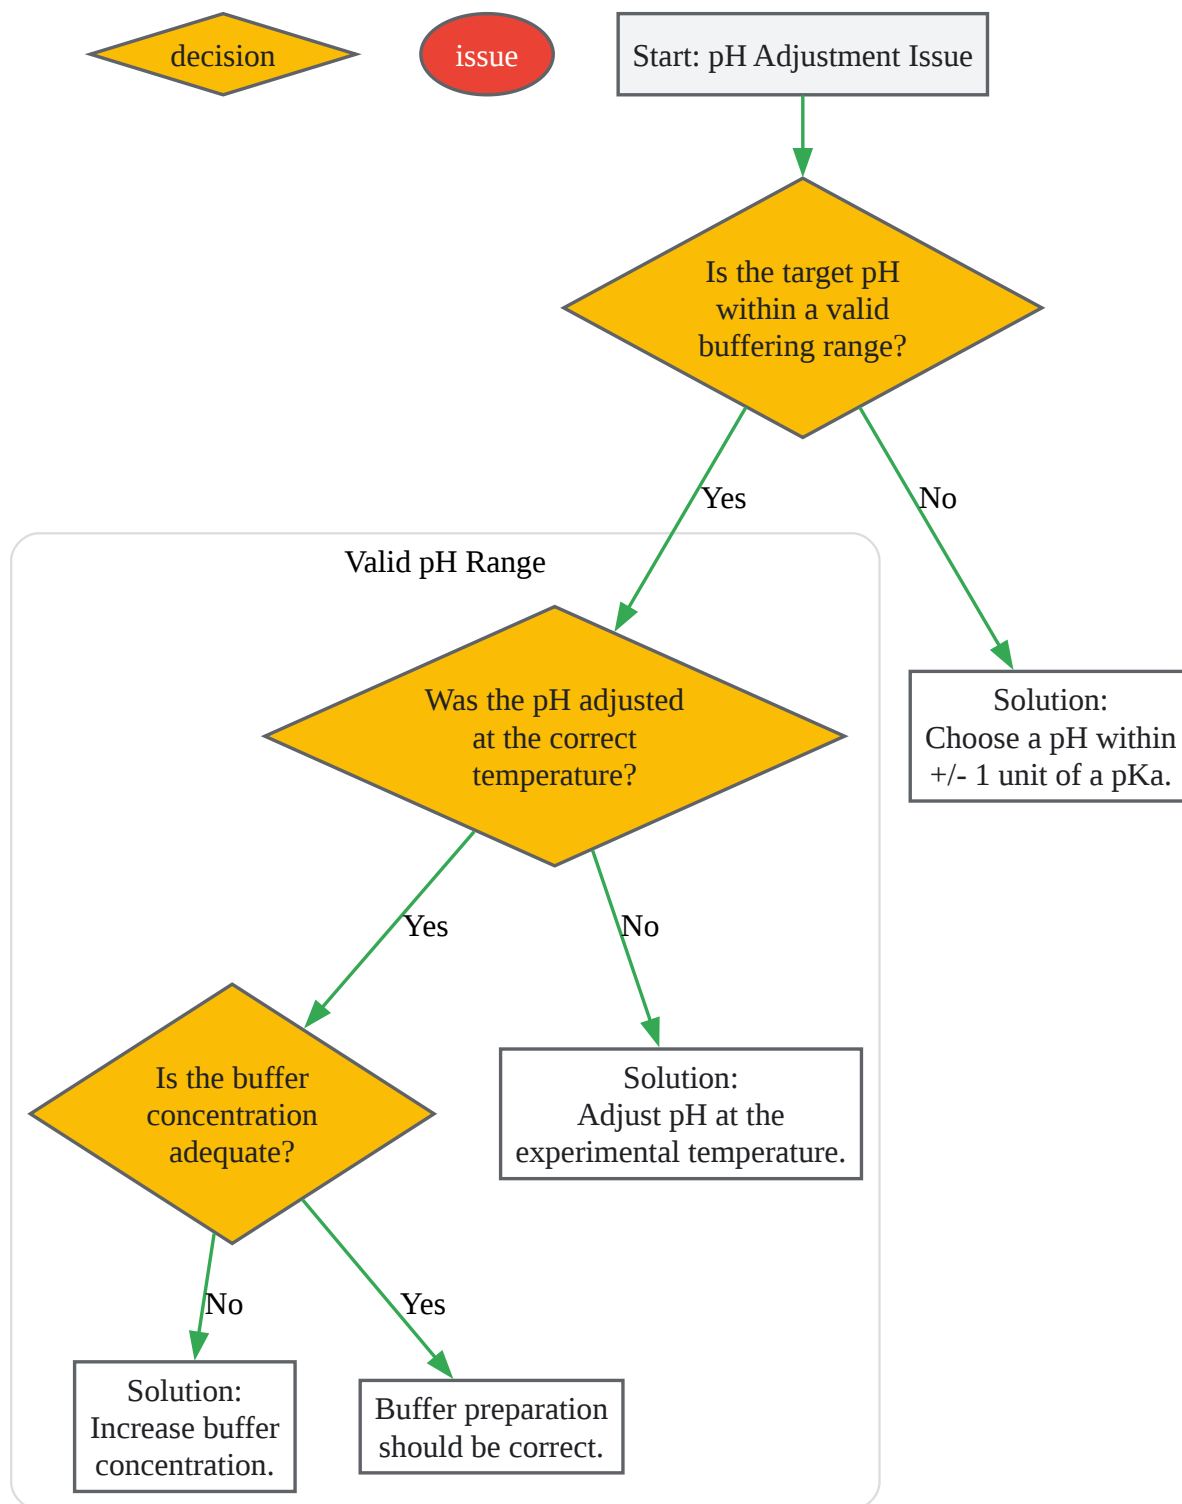 decision
issue
Start: pH Adjustment Issue
Is the target pH
within a valid
buffering range?
Yes
No
Valid pH Range
Was the pH adjusted
at the correct
temperature?
Solution:
Choose a pH within
+/- 1 unit of a pKa.
Yes
No
Is the buffer
concentration
adequate?
Solution:
Adjust pH at the
experimental temperature.
No
Yes
Solution:
Increase buffer
concentration.
Buffer preparation
should be correct.